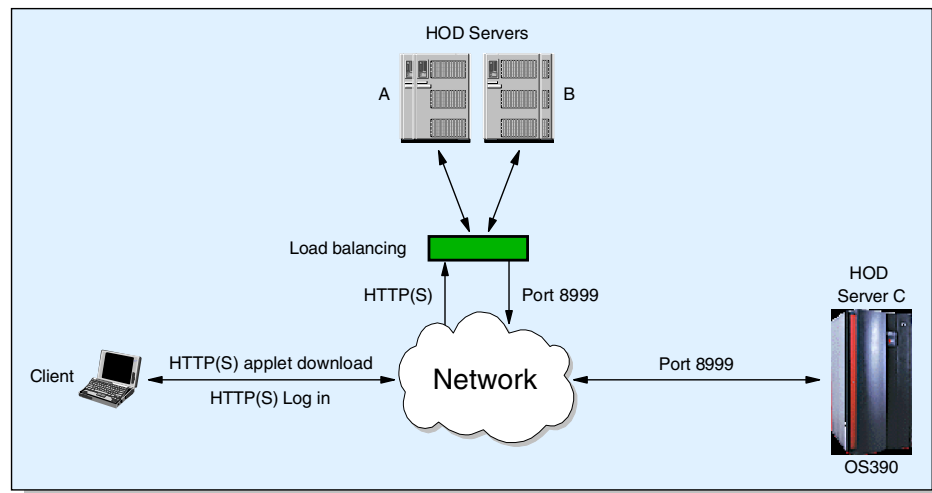 HOD Servers
A
B
Load balancing
HTTP(S)
Port 8999
HOD
Server C
Client
HTTP(S) applet download
HTTP(S) Log in
Network
Port 8999
OS390